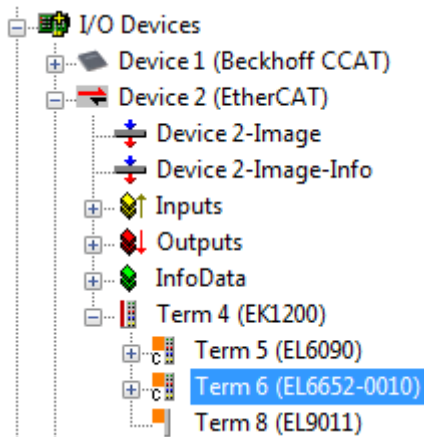 I/O Devices
Device 1 (Beckhoff CCAT)
Device 2 (EtherCAT)
Device 2-Image
Device 2-Image-Info
Inputs
Outputs
InfoData
Term 4 (EK1200)
Term 5 (EL6090)
Term 6 (EL6652-0010)
Term 8 (EL9011)